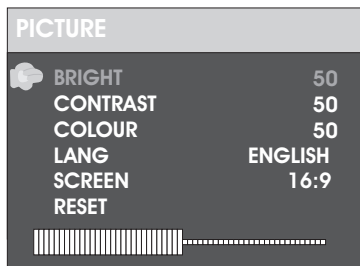 PICTURE
BRIGHT 50
CONTRAST 50
COLOUR 50
LANG ENGLISH
SCREEN 16:9
RESET